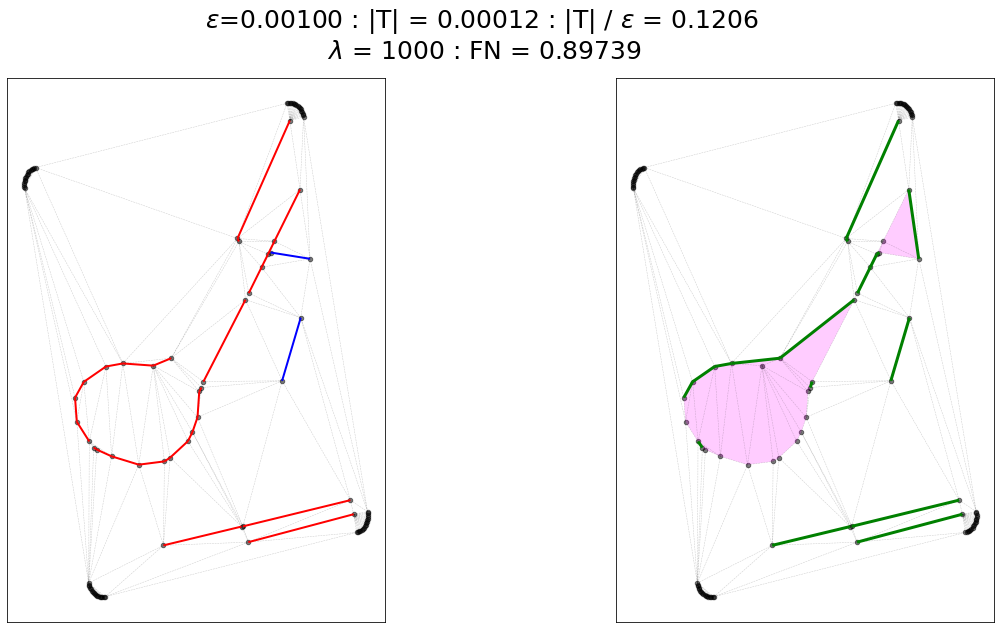 ε=0.00100 : |T| = 0.00012 : |T| / ε = 0.1206
λ = 1000 : FN = 0.89739